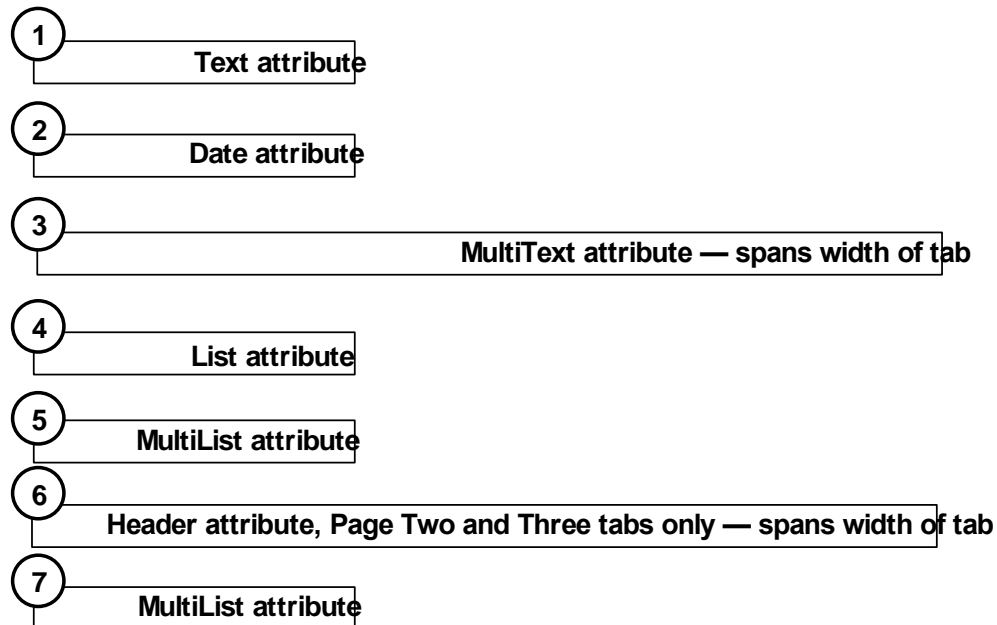 1
Text attribute
2
Date attribute
3
MultiText attribute — spans width of tab
4
List attribute
5
MultiList attribute
6
Header attribute, Page Two and Three tabs only — spans width of tab
7
MultiList attribute